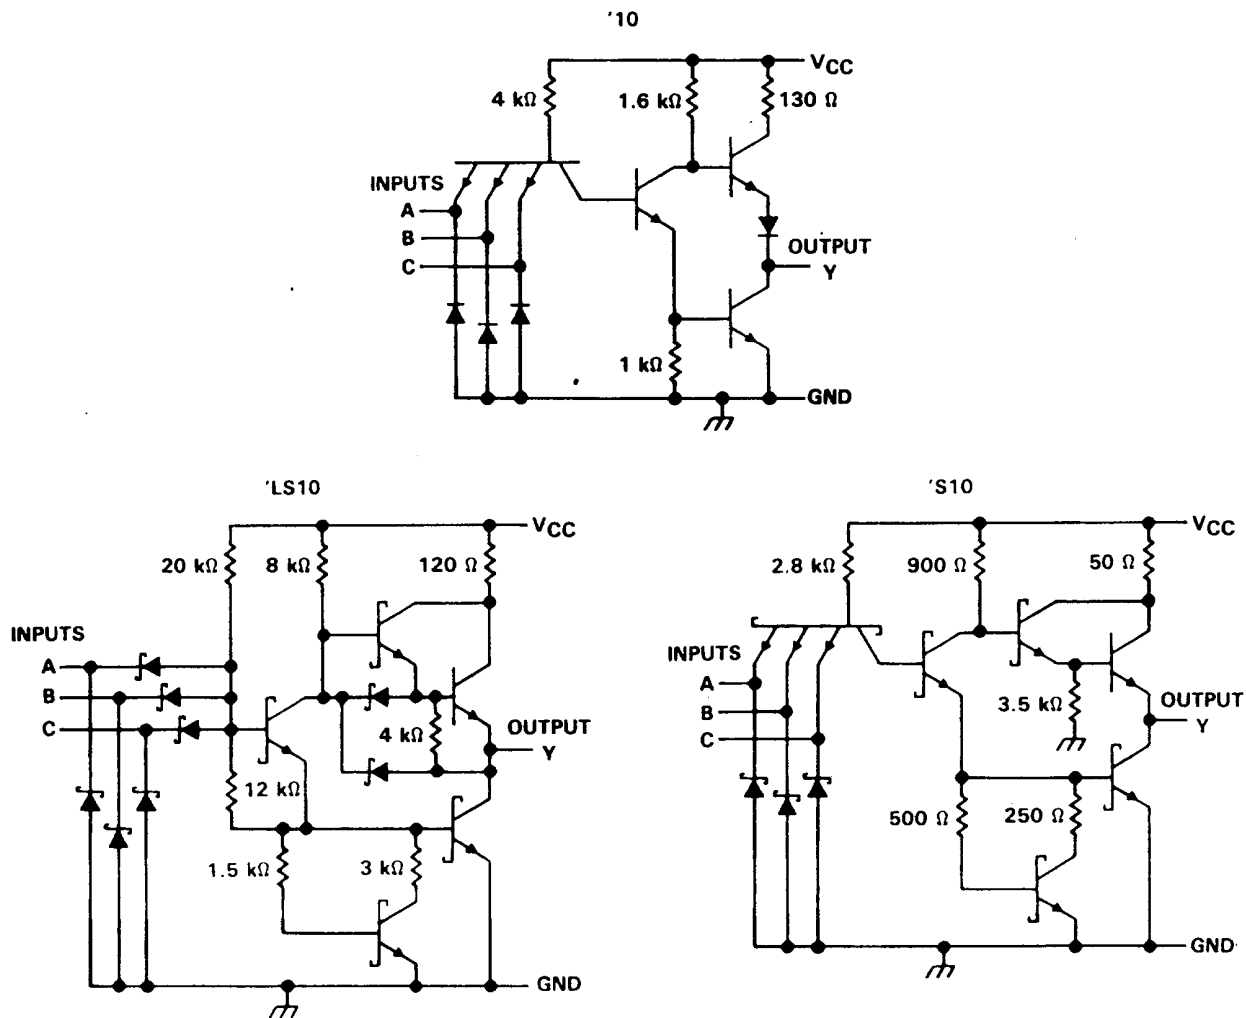 '10
VCC
4 kΩ
1.6 kΩ
130 Ω
INPUTS
A
B
C
OUTPUT
Y
1 kΩ
GND
'LS10
VCC
20 kΩ
8 kΩ
120 Ω
INPUTS
A
B
C
4 kΩ
OUTPUT
Y
12 kΩ
1.5 kΩ
3 kΩ
GND
'S10
VCC
2.8 kΩ
900 Ω
50 Ω
INPUTS
A
B
C
3.5 kΩ
OUTPUT
Y
500 Ω
250 Ω
GND